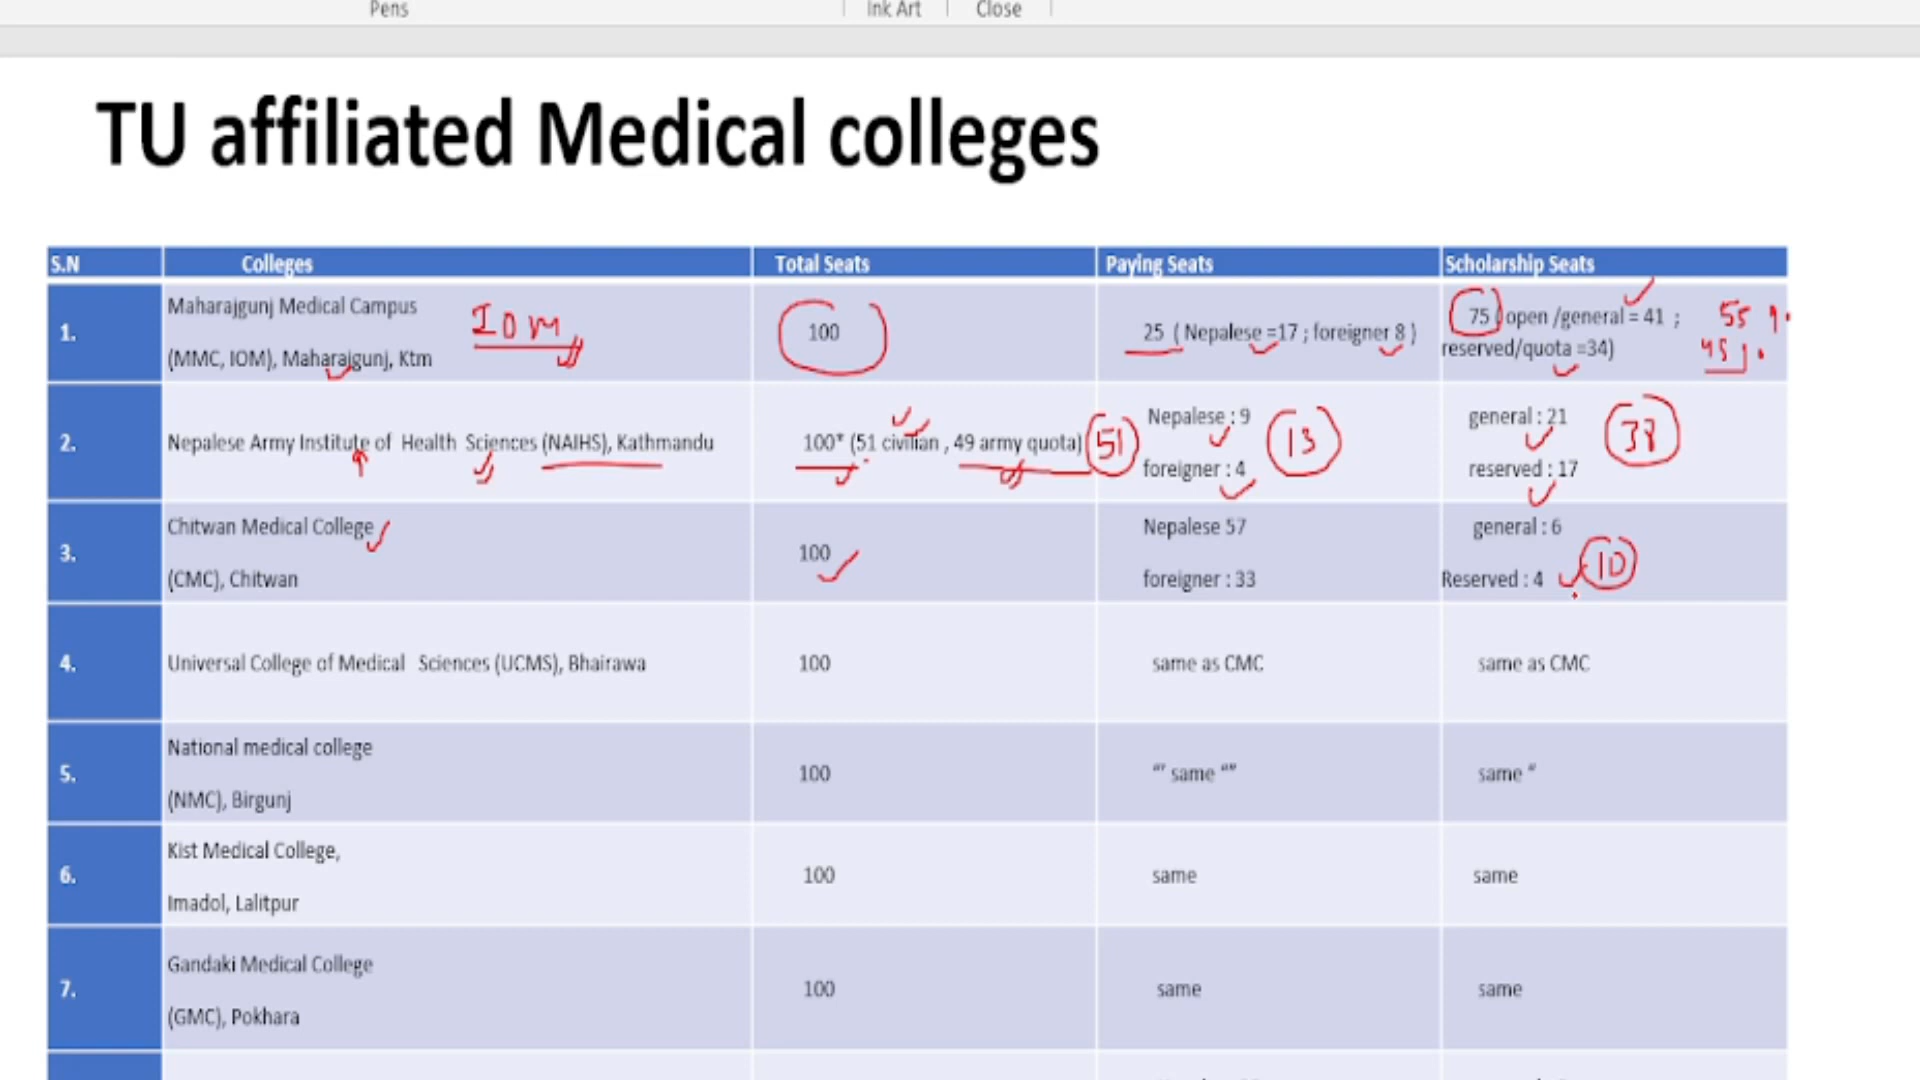 Pens Ink Art Close
TU affiliated Medical colleges
S.N Colleges Total Seats Paying Seats Scholarship Seats
1.
Maharajgunj Medical Campus
(MMC, IOM), Maharajgunj, Ktm
IOM
100
25 ( Nepalese =17 ; foreigner 8 )
75 ( open /general = 41 ;
reserved/quota =34)
55 %
45 %
2.
Nepalese Army Institute of Health Sciences (NAIHS), Kathmandu
100* (51 civilian , 49 army quota)
51
Nepalese : 9
foreigner : 4
13
general : 21
reserved : 17
38
3.
Chitwan Medical College
(CMC), Chitwan
100
Nepalese 57
foreigner : 33
general : 6
Reserved : 4
10
4.
Universal College of Medical Sciences (UCMS), Bhairawa
100
same as CMC
same as CMC
5.
National medical college
(NMC), Birgunj
100
"' same ""
same "
6.
Kist Medical College,
Imadol, Lalitpur
100
same
same
7.
Gandaki Medical College
(GMC), Pokhara
100
same
same